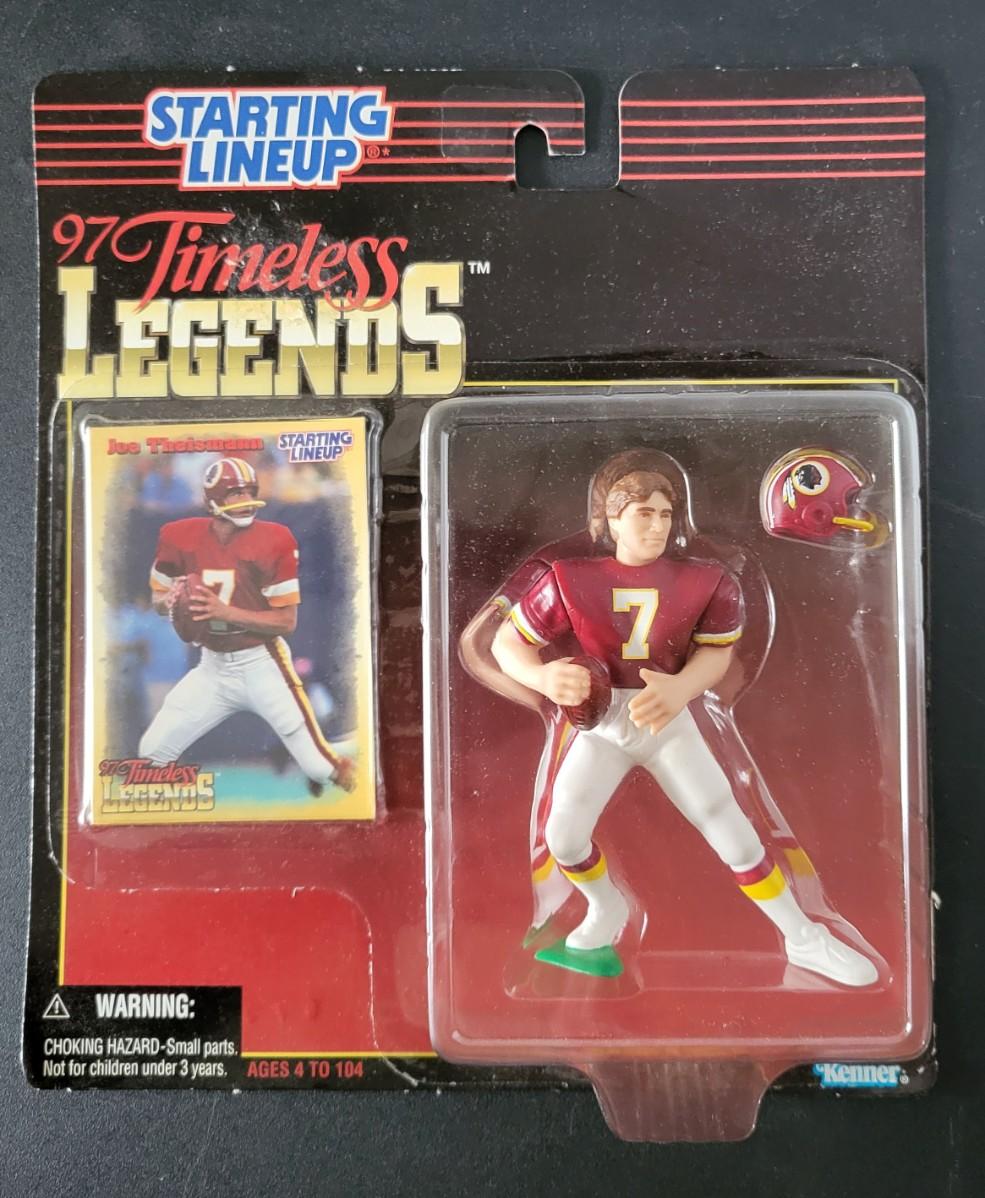 STARTING
LINEUP®*
97 Timeless
LEGENDS™
Joe Theismann
STARTING
LINEUP
7
97 Timeless
LEGENDS
7
WARNING:
CHOKING HAZARD-Small parts.
Not for children under 3 years.
AGES 4 TO 104
Kenner®